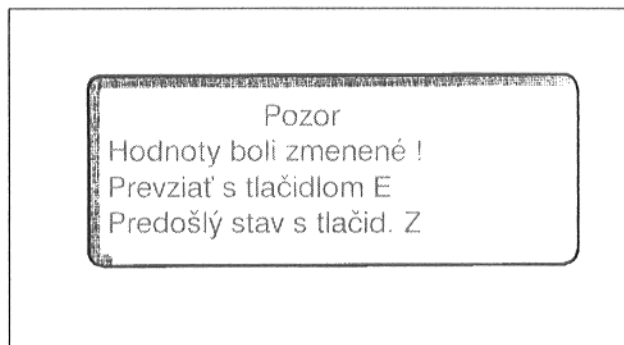 Pozor
Hodnoty boli zmenené !
Prevziať s tlačidlom E
Predošlý stav s tlačid. Z